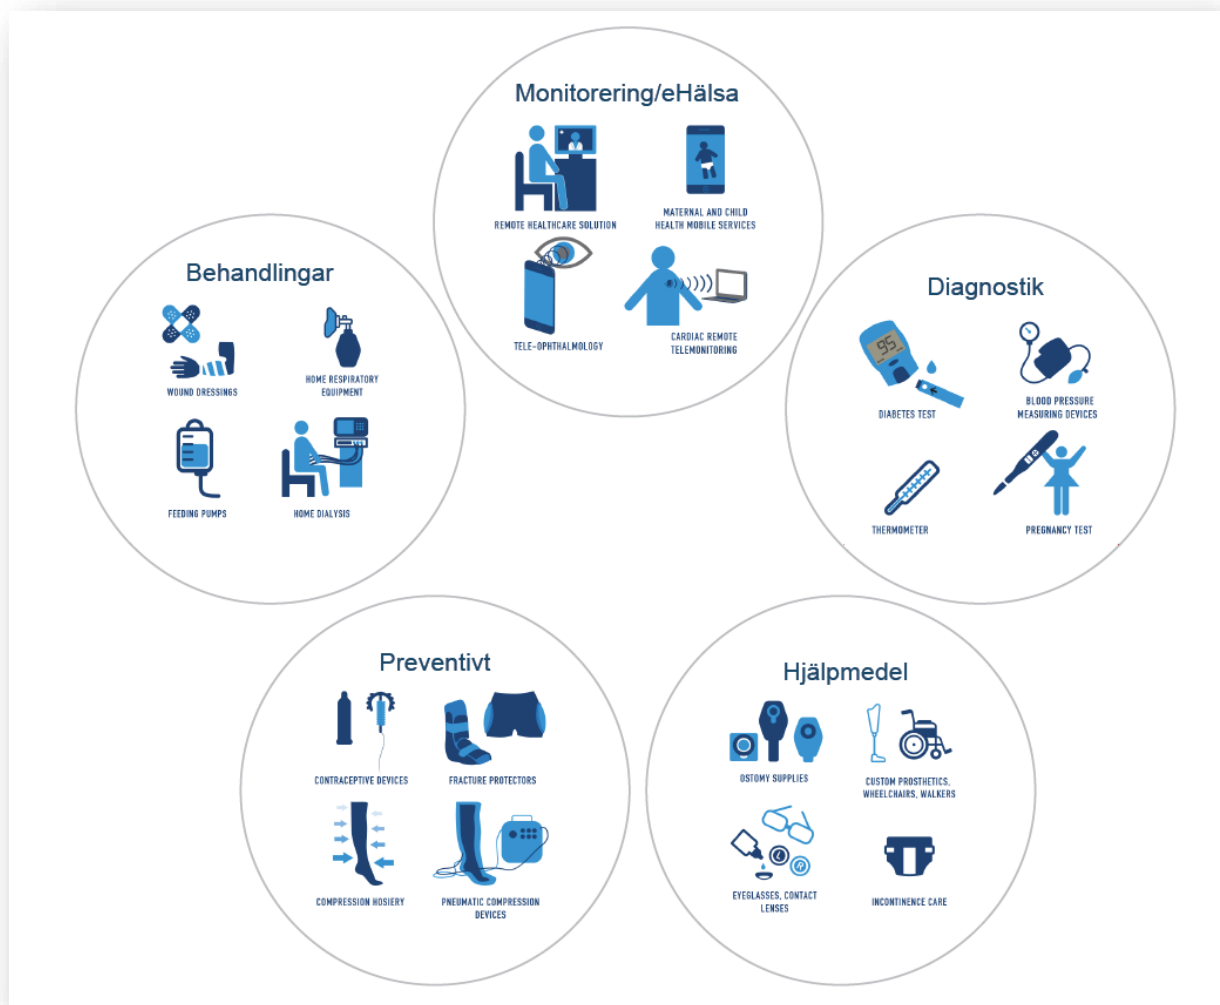 Monitorering/eHälsa
REMOTE HEALTHCARE SOLUTION
MATERNAL AND CHILD
HEALTH MOBILE SERVICES
TELE-OPHTHALMOLOGY
CARDIAC REMOTE
TELEMONITORING
Behandlingar
WOUND DRESSINGS
HOME RESPIRATORY
EQUIPMENT
FEEDING PUMPS
HOME DIALYSIS
Diagnostik
95
DIABETES TEST
BLOOD PRESSURE
MEASURING DEVICES
THERMOMETER
PREGNANCY TEST
Preventivt
CONTRACEPTIVE DEVICES
FRACTURE PROTECTORS
COMPRESSION HOSIERY
PNEUMATIC COMPRESSION
DEVICES
Hjälpmedel
OSTOMY SUPPLIES
CUSTOM PROSTHETICS,
WHEELCHAIRS, WALKERS
L
R
EYEGLASSES, CONTACT
LENSES
INCONTINENCE CARE